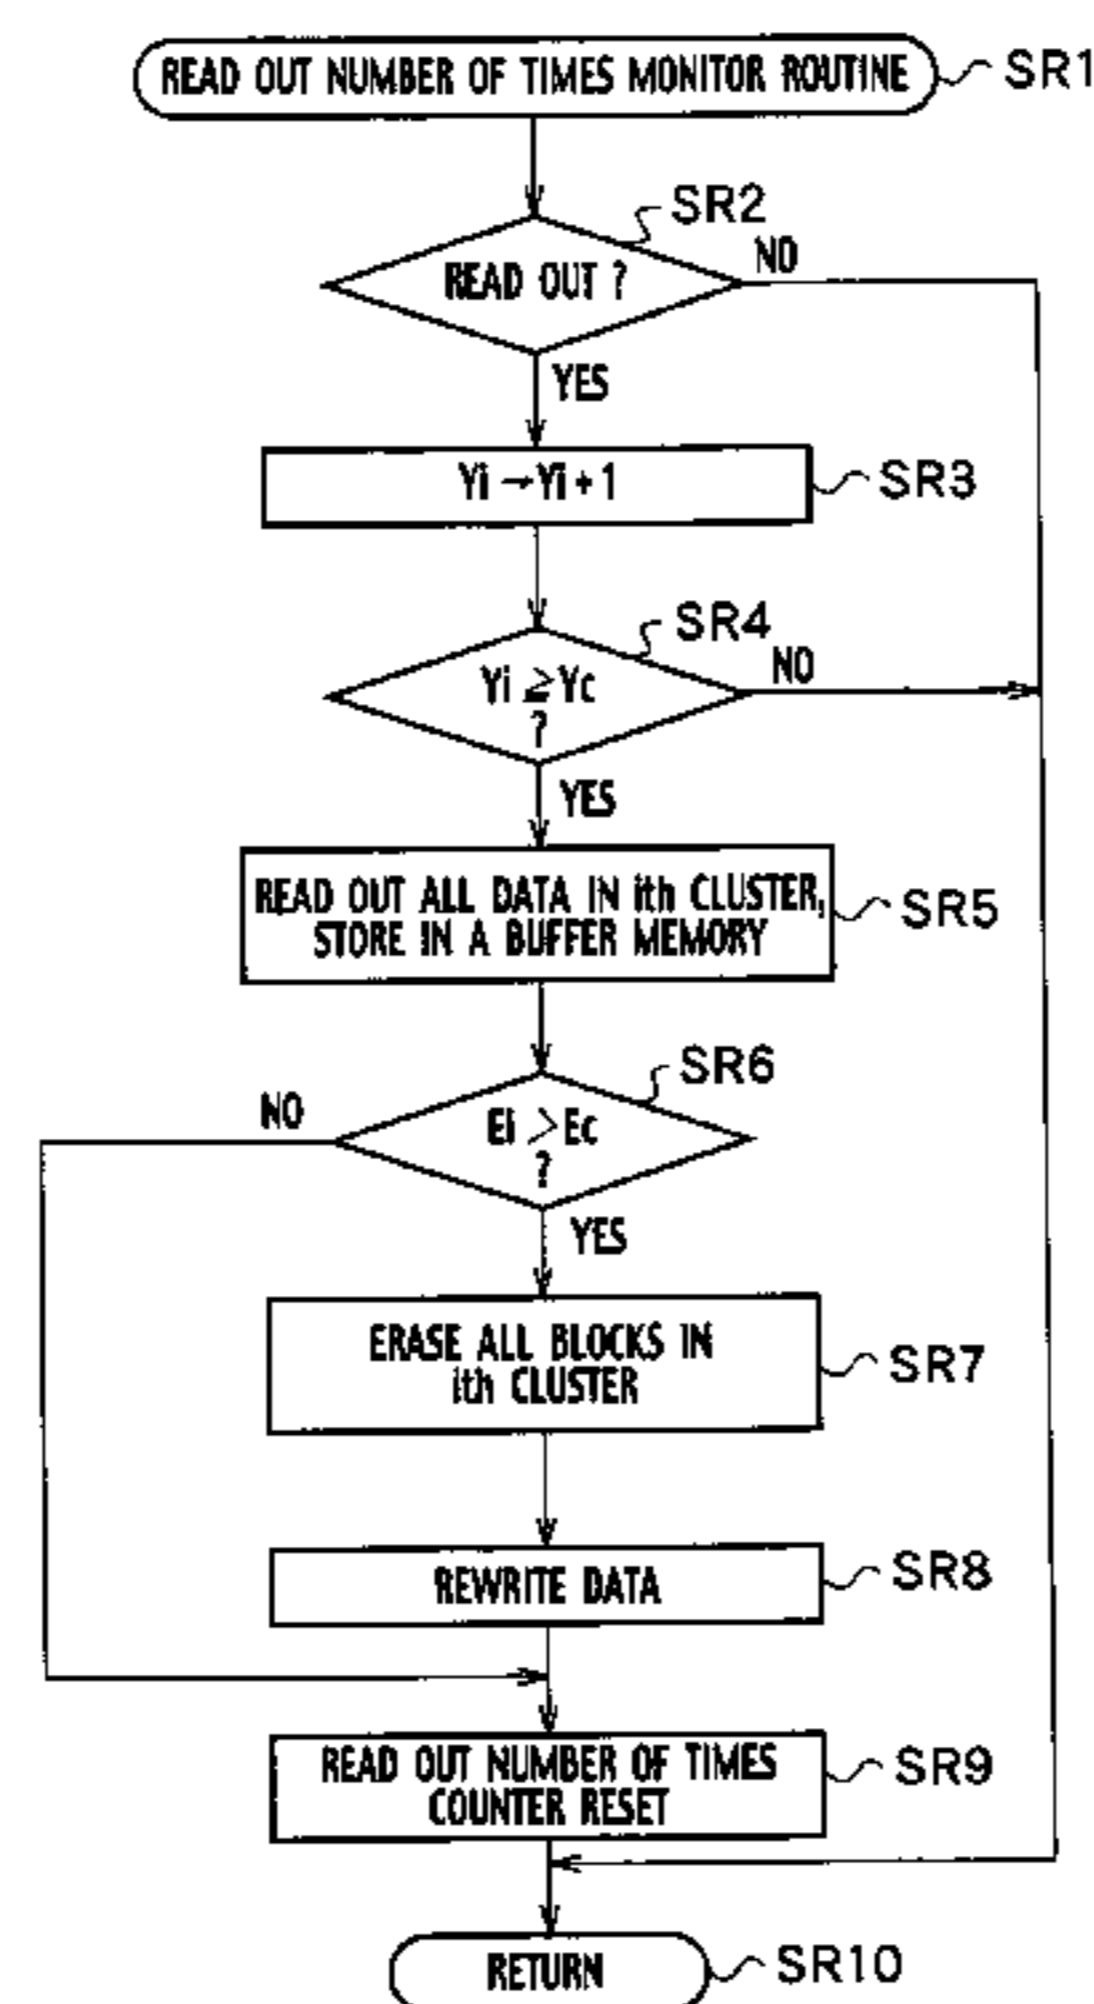 READ OUT NUMBER OF TIMES MONITOR ROUTINE
SR1
SR2
READ OUT ?
NO
YES
Yi → Yi + 1
SR3
SR4
Yi ≧ Yc
?
NO
YES
READ OUT ALL DATA IN ith CLUSTER,
STORE IN A BUFFER MEMORY
SR5
SR6
Ei > Ec
?
NO
YES
ERASE ALL BLOCKS IN
ith CLUSTER
SR7
REWRITE DATA
SR8
READ OUT NUMBER OF TIMES
COUNTER RESET
SR9
RETURN
SR10